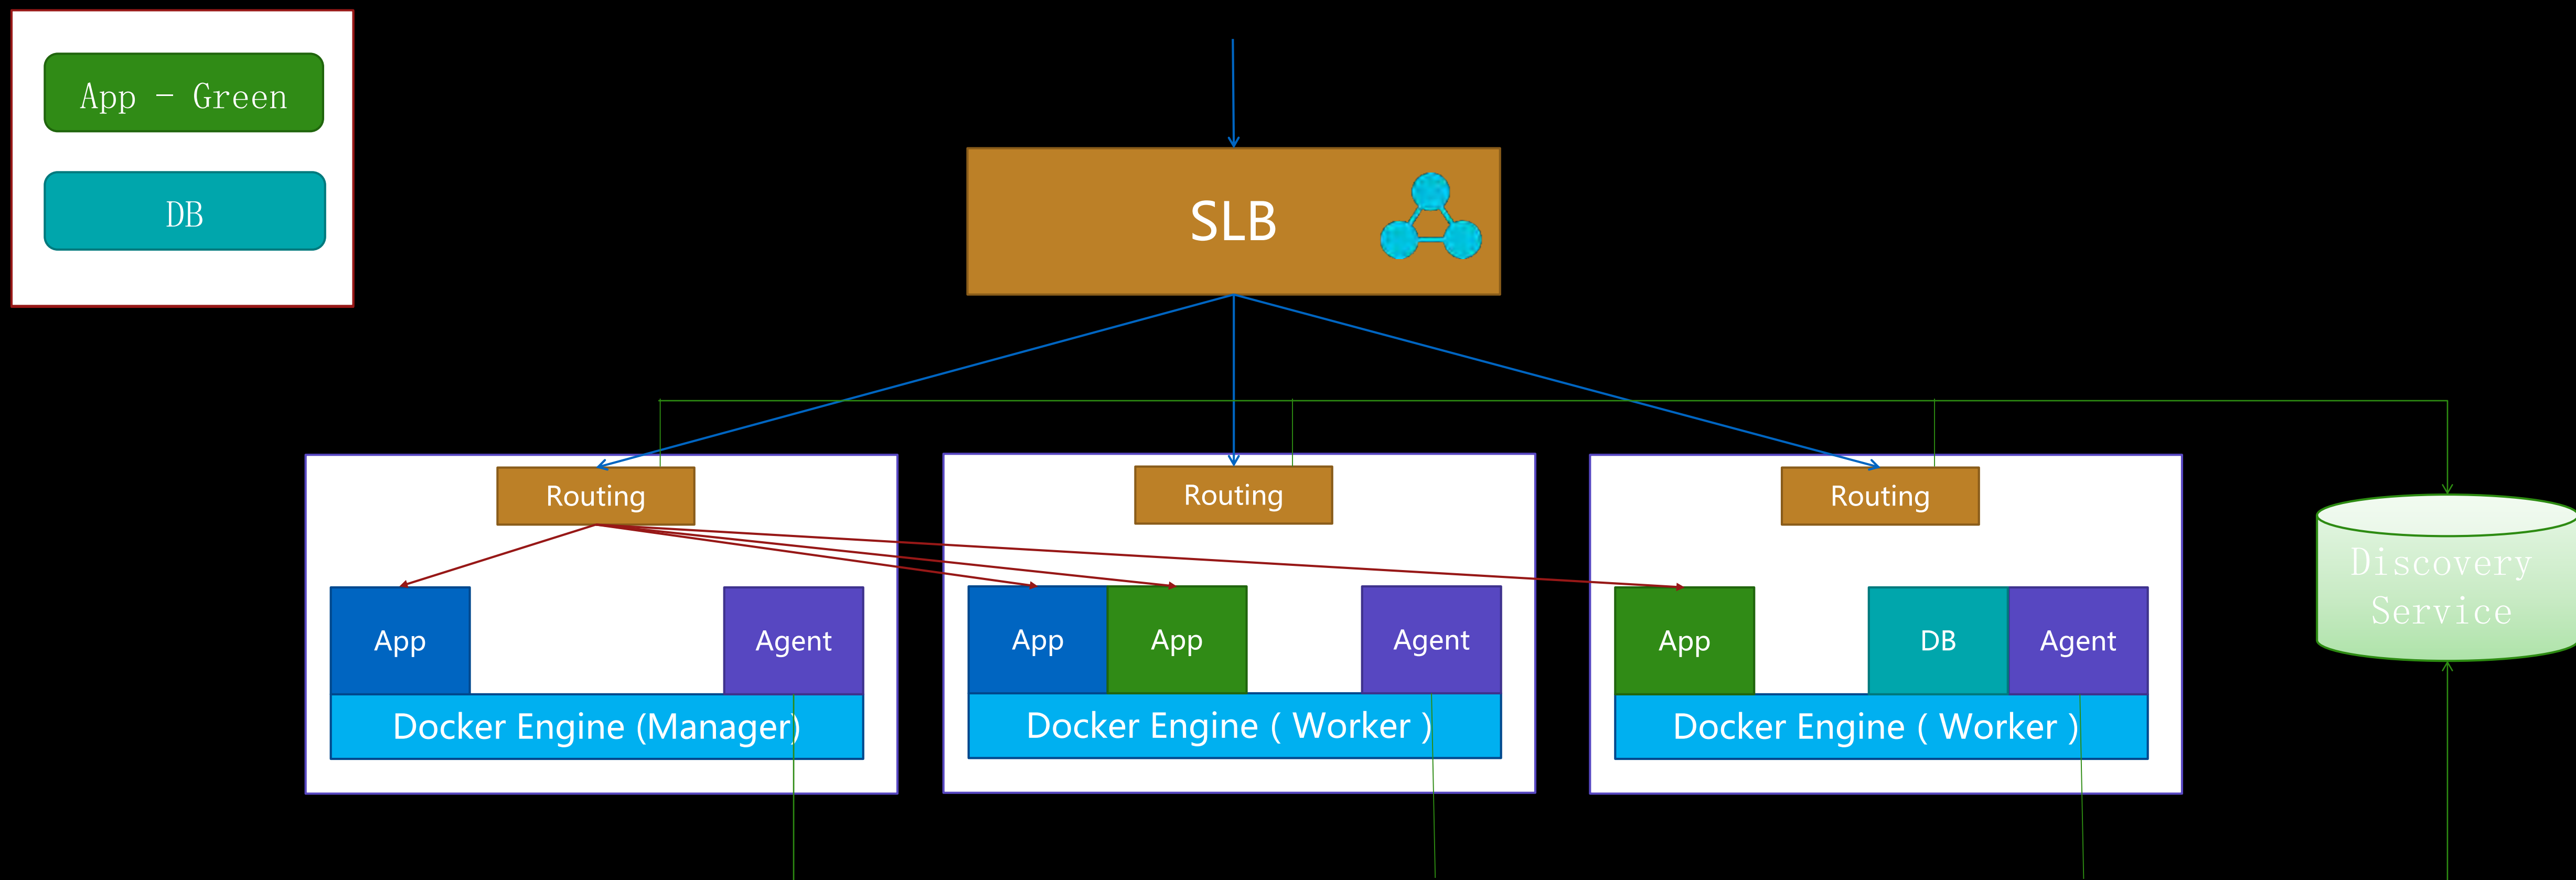 App - Green
DB
SLB
Routing
Routing
Routing
App
Agent
App
App
Agent
App
DB
Agent
Docker Engine (Manager)
Docker Engine ( Worker )
Docker Engine ( Worker )
Discovery
Service